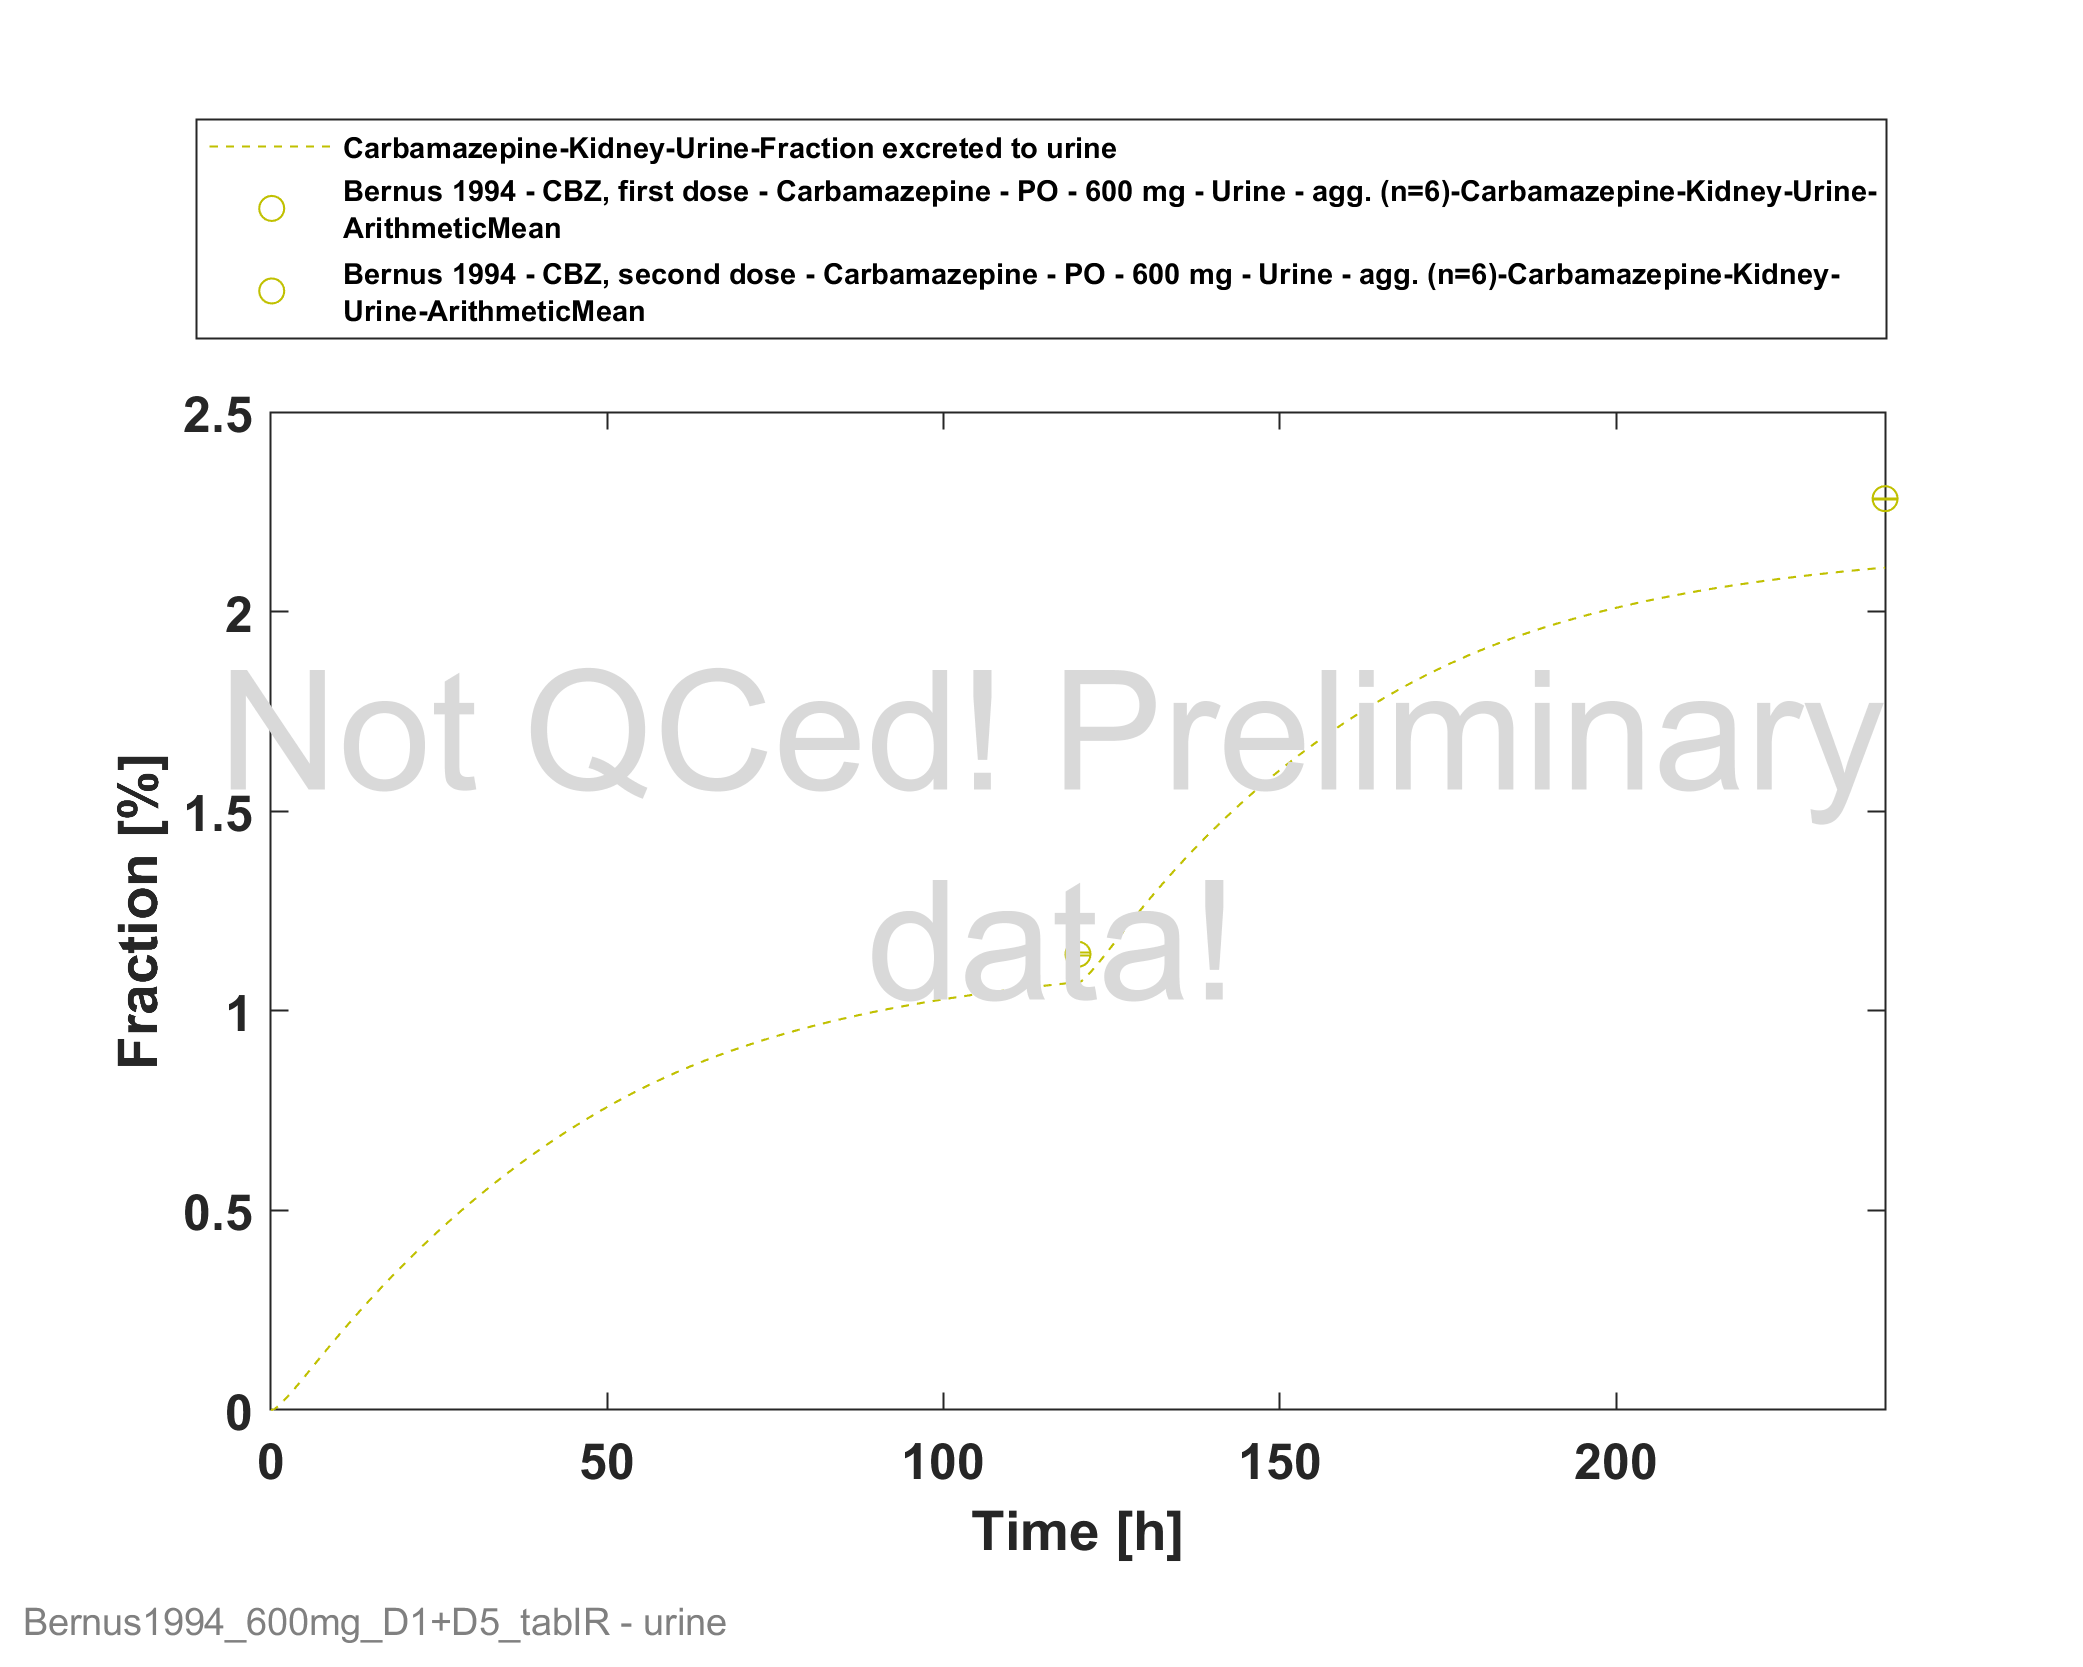 Carbamazepine-Kidney-Urine-Fraction excreted to urine
Bernus 1994 - CBZ, first dose - Carbamazepine - PO - 600 mg - Urine - agg. (n=6)-Carbamazepine-Kidney-Urine-
ArithmeticMean
Bernus 1994 - CBZ, second dose - Carbamazepine - PO - 600 mg - Urine - agg. (n=6)-Carbamazepine-Kidney-
Urine-ArithmeticMean
2.5
2
1.5
1
0.5
0
Fraction [%]
Not QCed! Preliminary
data!
0 50 100 150 200
Time [h]
Bernus1994_600mg_D1+D5_tabIR - urine